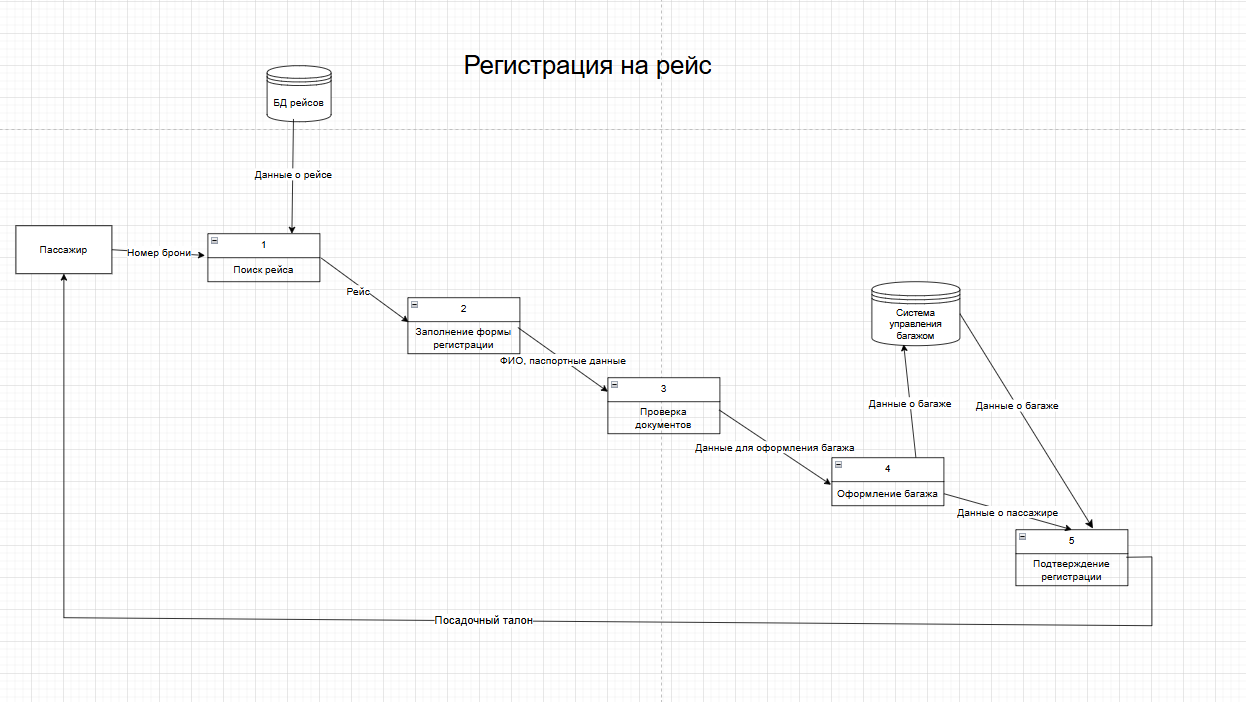 Регистрация на рейс
БД рейсов
Данные о рейсе
Пассажир
Номер брони
1
Поиск рейса
Рейс
2
Заполнение формы
регистрации
ФИО, паспортные данные
3
Проверка
документов
Данные для оформления багажа
Система
управления
багажом
Данные о багаже
Данные о багаже
4
Оформление багажа
Данные о пассажире
5
Подтверждение
регистрации
Посадочный талон